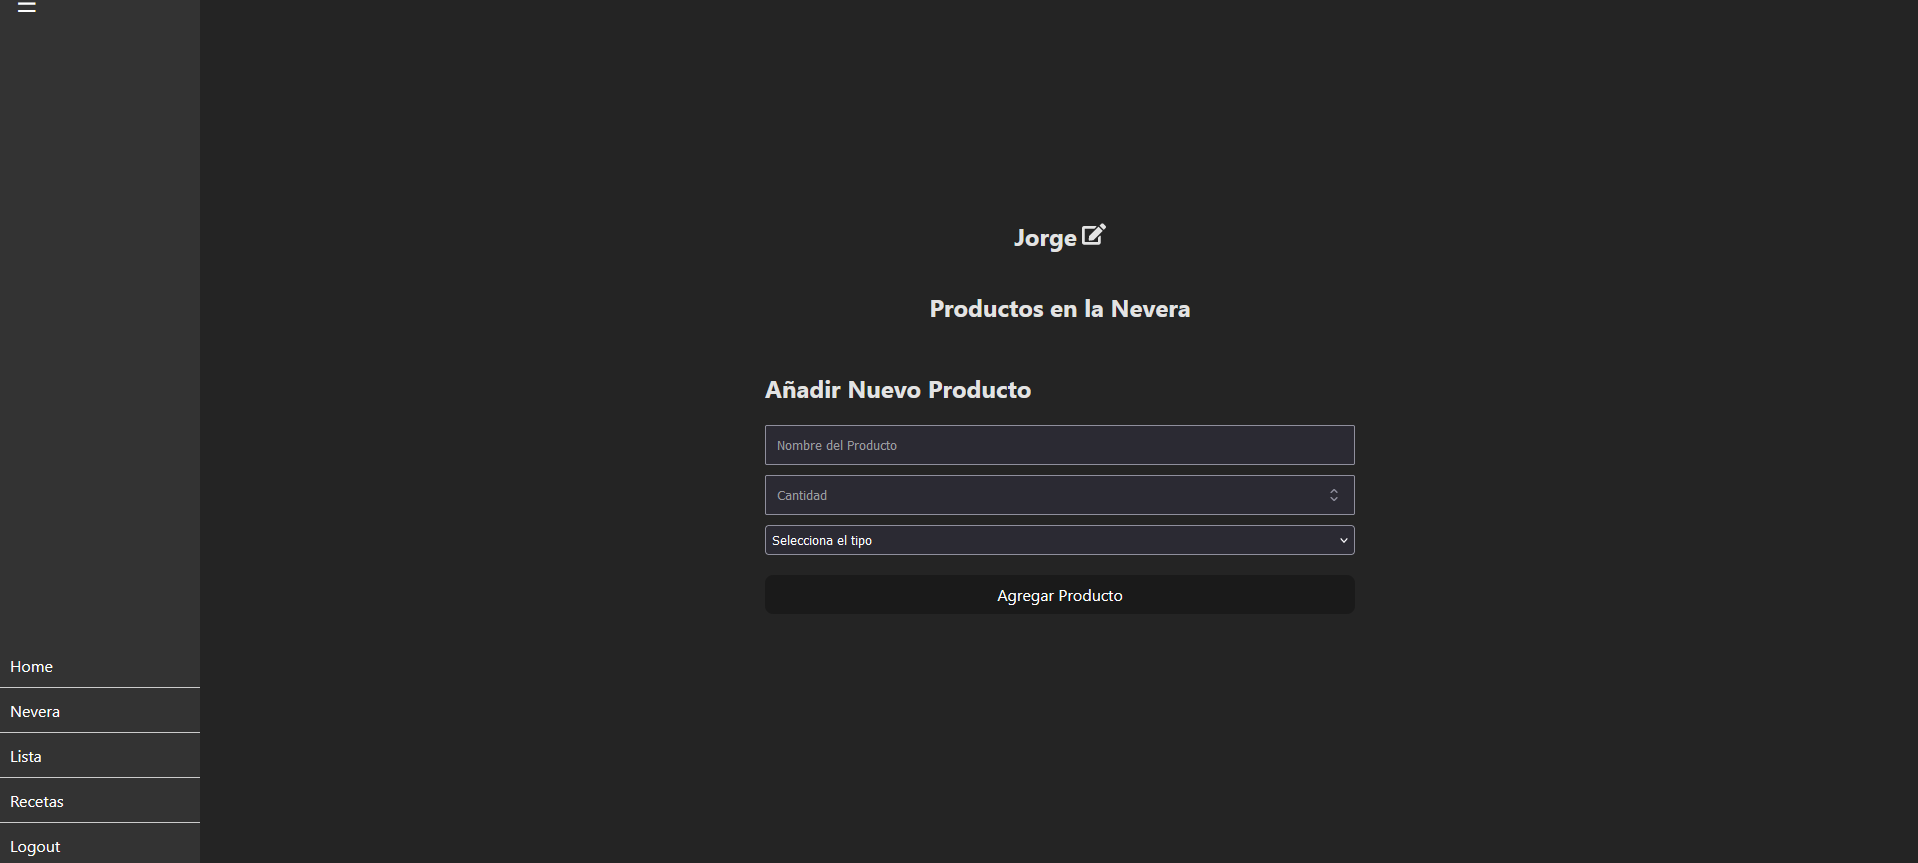 Jorge
Productos en la Nevera
Añadir Nuevo Producto
Nombre del Producto
Cantidad
Selecciona el tipo
Agregar Producto
Home
Nevera
Lista
Recetas
Logout